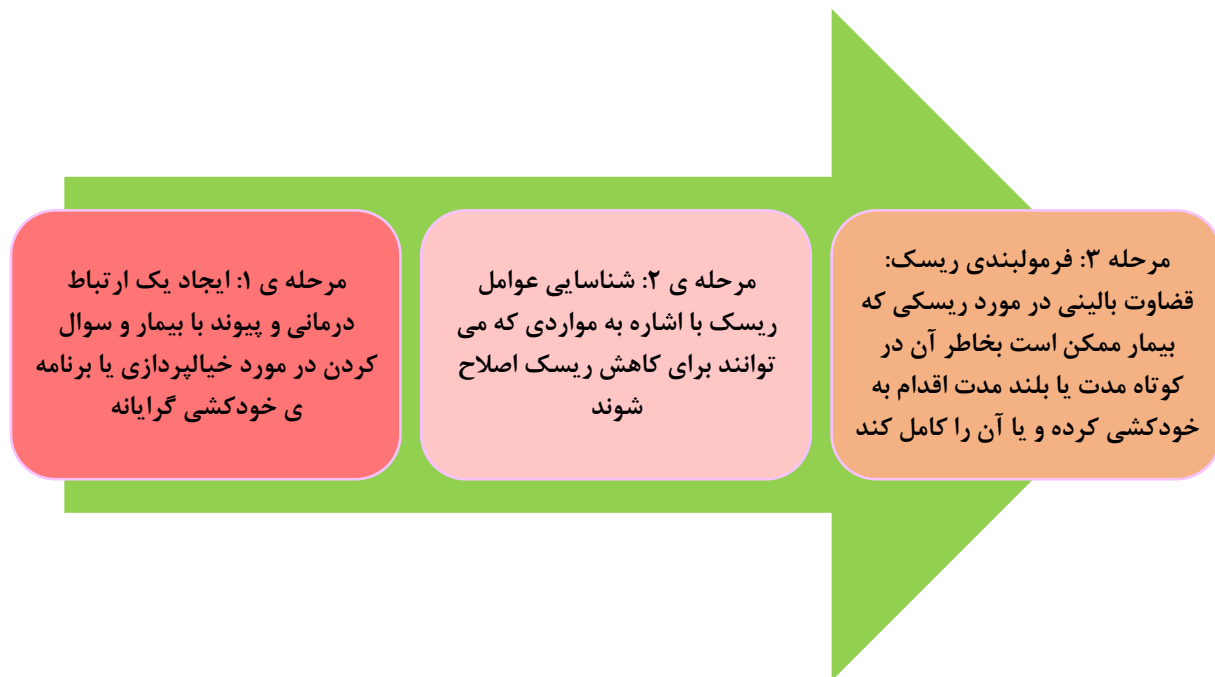 مرحله ی ۱: ایجاد یک ارتباط
درمانی و پیوند با بیمار و سوال
کردن در مورد خیالپردازی یا برنامه
ی خودکشی گرایانه
مرحله ی ۲: شناسایی عوامل
ریسک با اشاره به مواردی که می
توانند برای کاهش ریسک اصلاح
شوند
مرحله ۳: فرمولبندی ریسک:
قضاوت بالینی در مورد ریسکی که
بیمار ممکن است بخاطر آن در
کوتاه مدت یا بلند مدت اقدام به
خودکشی کرده و یا آن را کامل کند